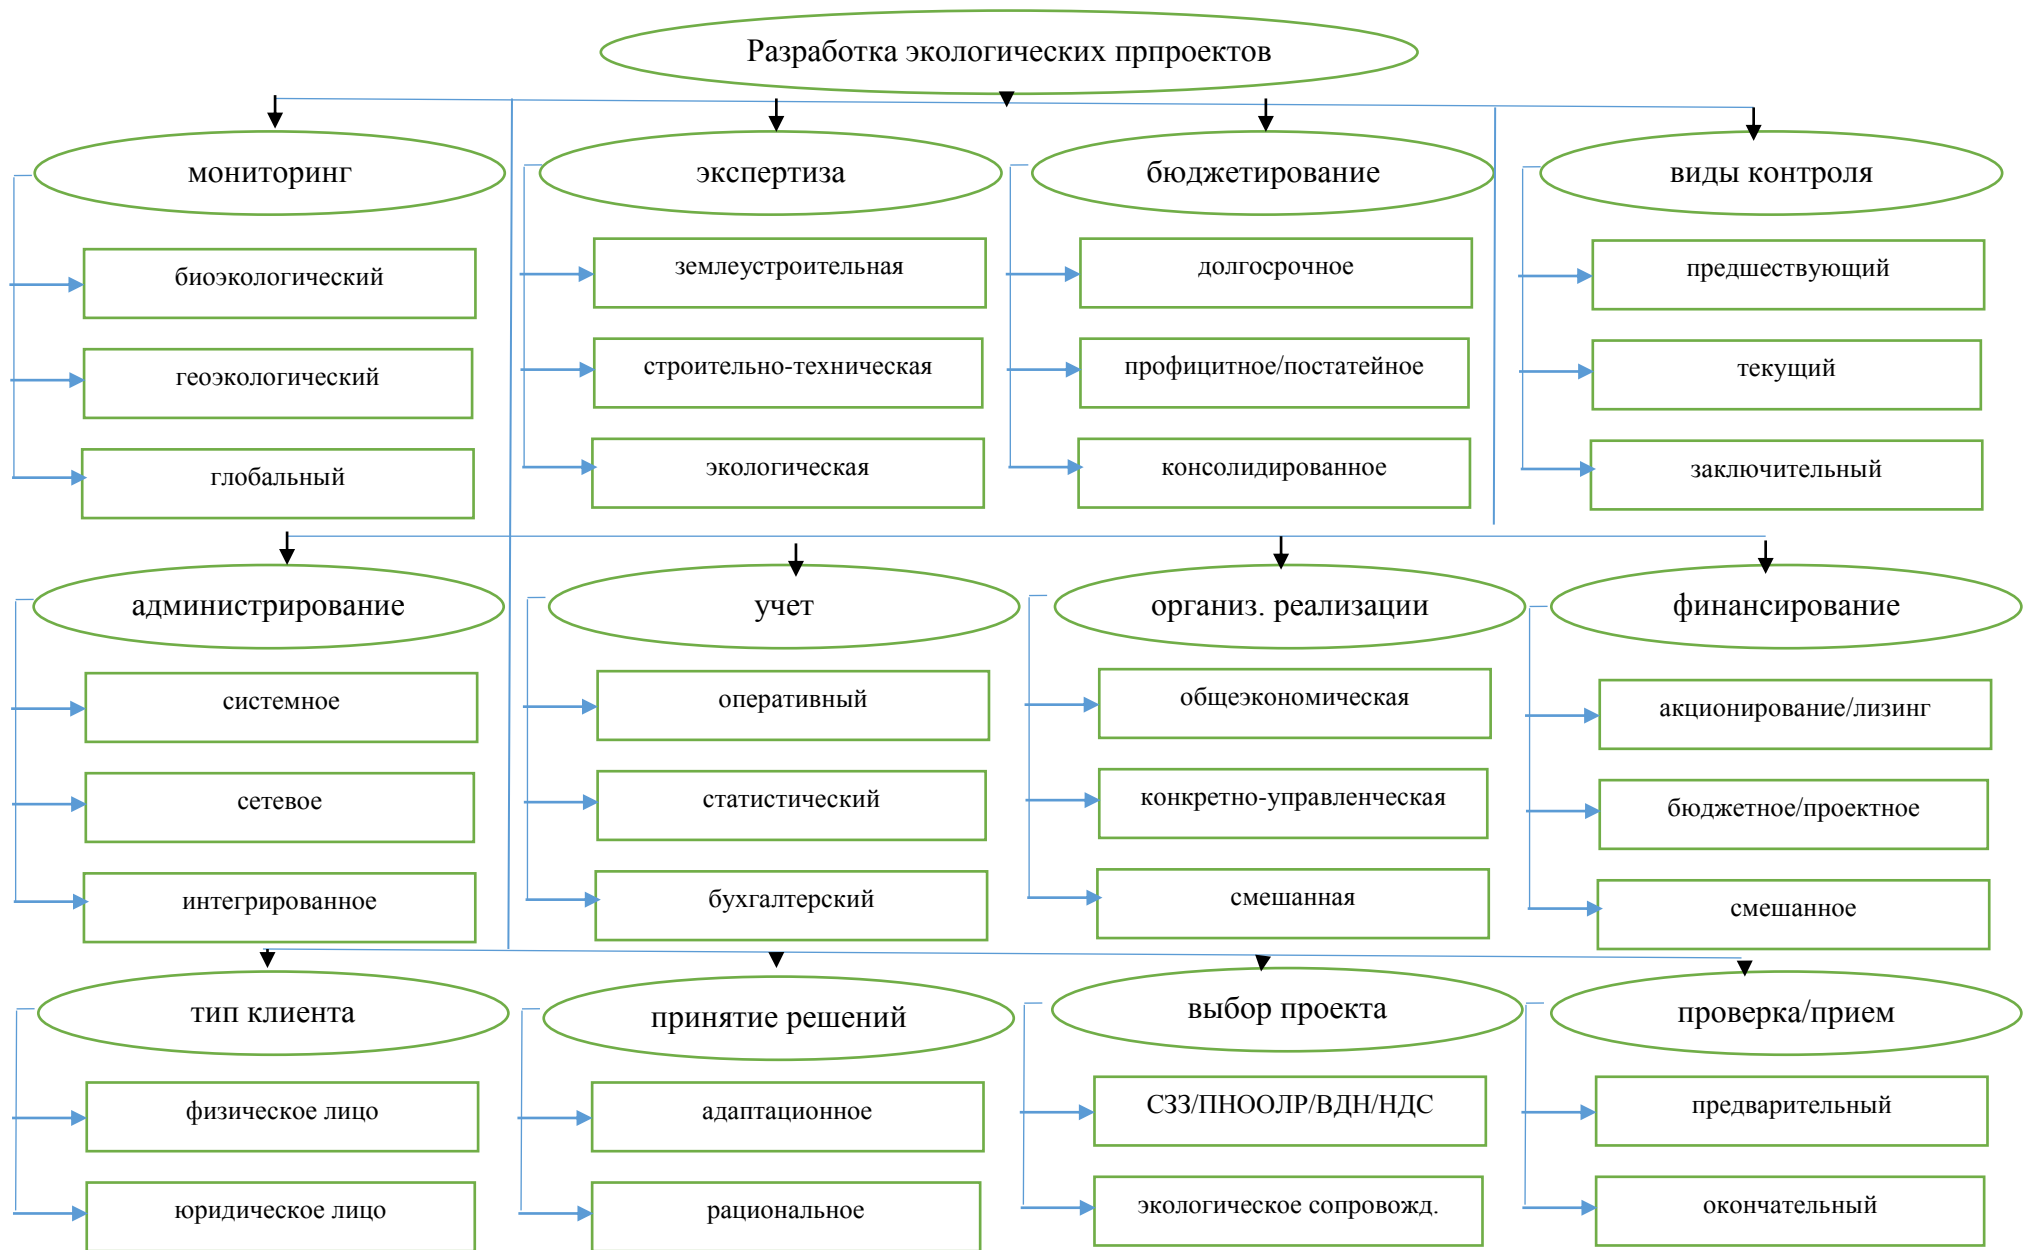 Разработка экологических прпроектов
мониторинг
экспертиза
бюджетирование
виды контроля
биоэкологический
землеустроительная
долгосрочное
предшествующий
геоэкологический
строительно-техническая
профицитное/постатейное
текущий
глобальный
экологическая
консолидированное
заключительный
администрирование
учет
организ. реализации
финансирование
системное
оперативный
общеэкономическая
акционирование/лизинг
сетевое
статистический
конкретно-управленческая
бюджетное/проектное
интегрированное
бухгалтерский
смешанная
смешанное
тип клиента
принятие решений
выбор проекта
проверка/прием
физическое лицо
адаптационное
СЗЗ/ПНООЛР/ВДН/НДС
предварительный
юридическое лицо
рациональное
экологическое сопровожд.
окончательный